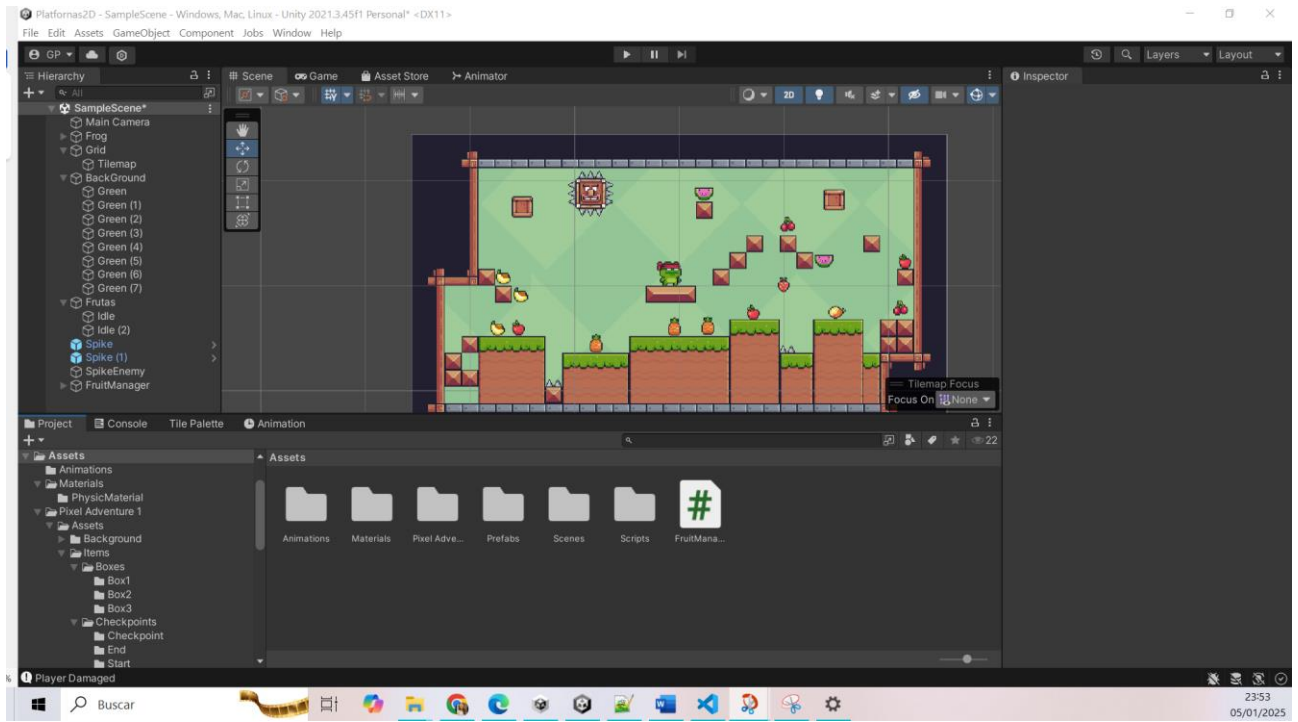 Platfornas2D - SampleScene - Windows, Mac, Linux - Unity 2021.3.45f1 Personal* <DX11>
File Edit Assets GameObject Component Jobs Window Help
GP
Layers
Layout
Hierarchy
Scene
Game
Asset Store
Animator
Inspector
All
2D
SampleScene*
Main Camera
Frog
Grid
Tilemap
BackGround
Green
Green (1)
Green (2)
Green (3)
Green (4)
Green (5)
Green (6)
Green (7)
Frutas
Idle
Idle (2)
Spike
Spike (1)
SpikeEnemy
FruitManager
Tilemap Focus
Focus On None
Project
Console
Tile Palette
Animation
22
Assets
Animations
Materials
PhysicMaterial
Pixel Adventure 1
Assets
Background
Items
Boxes
Box1
Box2
Box3
Checkpoints
Checkpoint
End
Start
Assets
Animations
Materials
Pixel Adve...
Prefabs
Scenes
Scripts
FruitMana...
Player Damaged
Buscar
23:53
05/01/2025